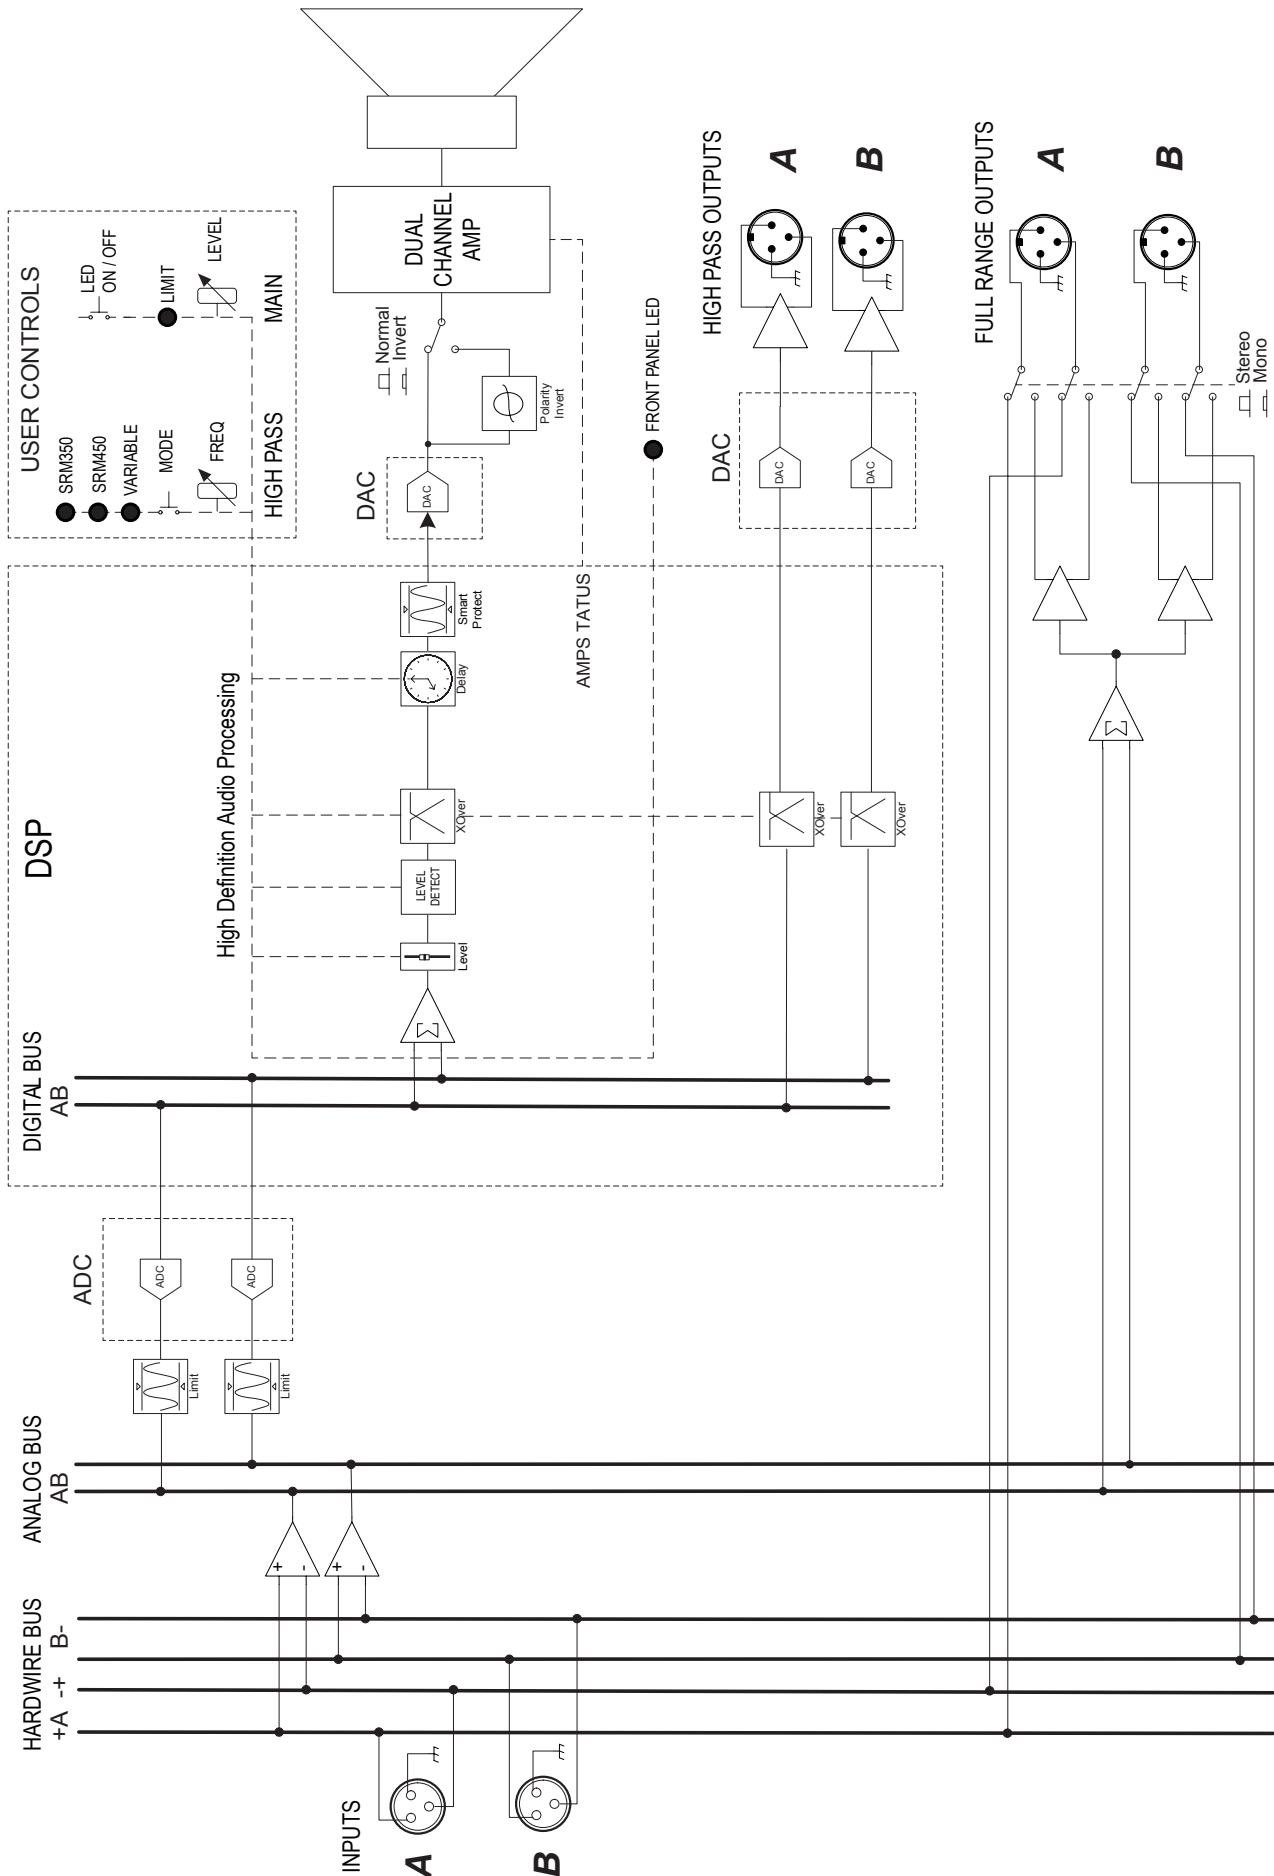 INPUTS
A
B
HARDWIRE BUS
+A -+ B-
+
-
+
-
ANALOG BUS
AB
Limit
Limit
ADC
ADC
ADC
DIGITAL BUS
AB
DSP
High Definition Audio Processing
Σ
Level
LEVEL
DETECT
XOver
Delay
Smart
Protect
XOver
XOver
AMPS TATUS
USER CONTROLS
SRM350
SRM450
VARIABLE
MODE
FREQ
HIGH PASS
LED
ON / OFF
LIMIT
LEVEL
MAIN
DAC
DAC
Normal
Invert
Polarity
Invert
DUAL
CHANNEL
AMP
FRONT PANEL LED
DAC
DAC
DAC
HIGH PASS OUTPUTS
A
B
Σ
Stereo
Mono
FULL RANGE OUTPUTS
A
B